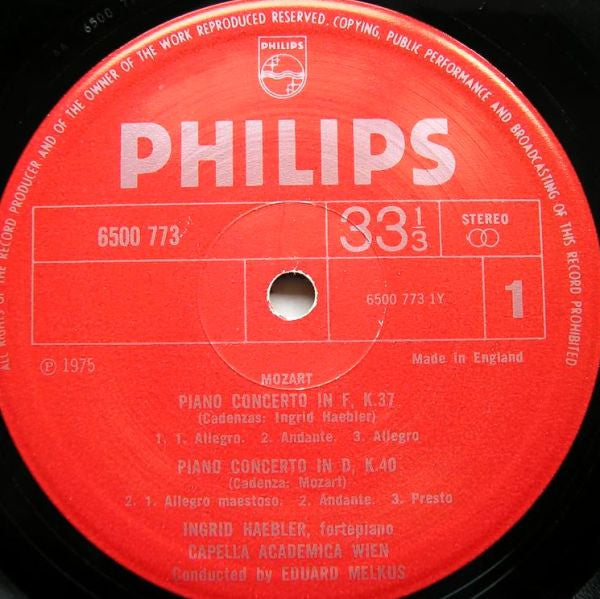 ALL RIGHTS OF THE RECORD PRODUCER AND OF THE OWNER OF THE WORK REPRODUCED RESERVED. COPYING, PUBLIC PERFORMANCE AND BROADCASTING OF THIS RECORD PROHIBITED
PHILIPS
PHILIPS
6500 773
33 1/3
STEREO
6500 773 1Y
1
℗ 1975
Made in England
MOZART
PIANO CONCERTO IN F, K.37
(Cadenzas: Ingrid Haebler)
1. 1. Allegro. 2. Andante. 3. Allegro
PIANO CONCERTO IN D, K.40
(Cadenza: Mozart)
2. 1. Allegro maestoso. 2. Andante. 3. Presto
INGRID HAEBLER, fortepiano
CAPELLA ACADEMICA WIEN
Conducted by EDUARD MELKUS